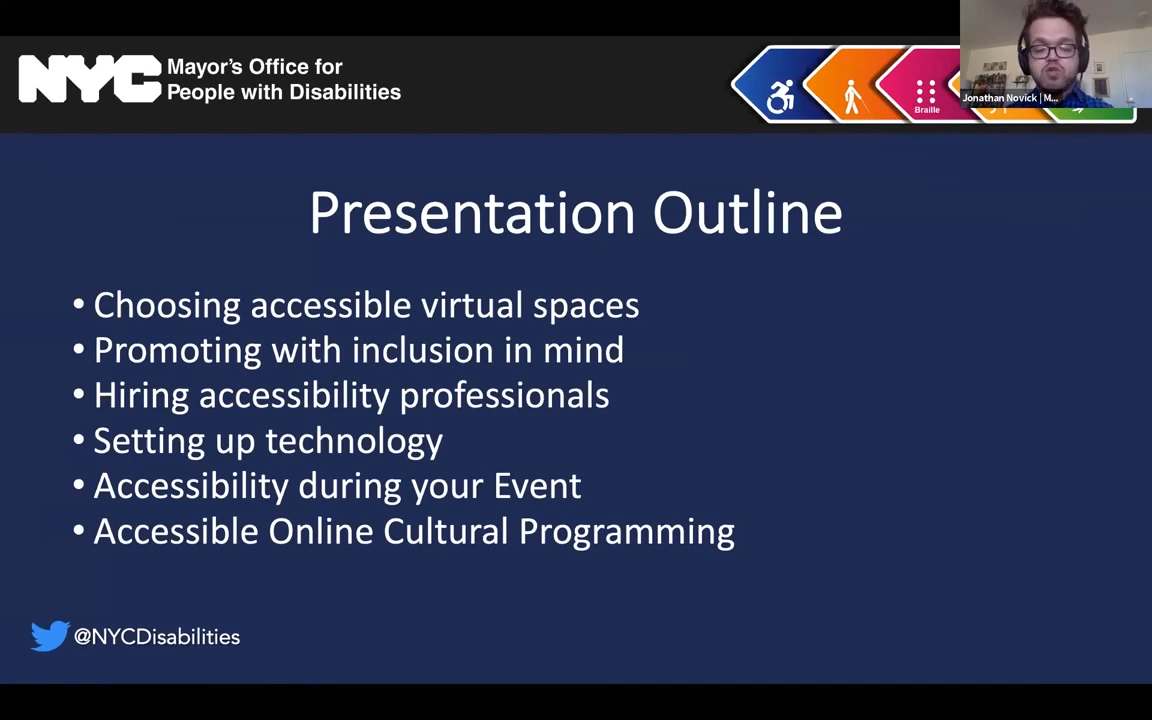 NYC
Mayor's Office for
People with Disabilities
Braille
Jonathan Novick | M...
Presentation Outline
• Choosing accessible virtual spaces
• Promoting with inclusion in mind
• Hiring accessibility professionals
• Setting up technology
• Accessibility during your Event
• Accessible Online Cultural Programming
@NYCDisabilities